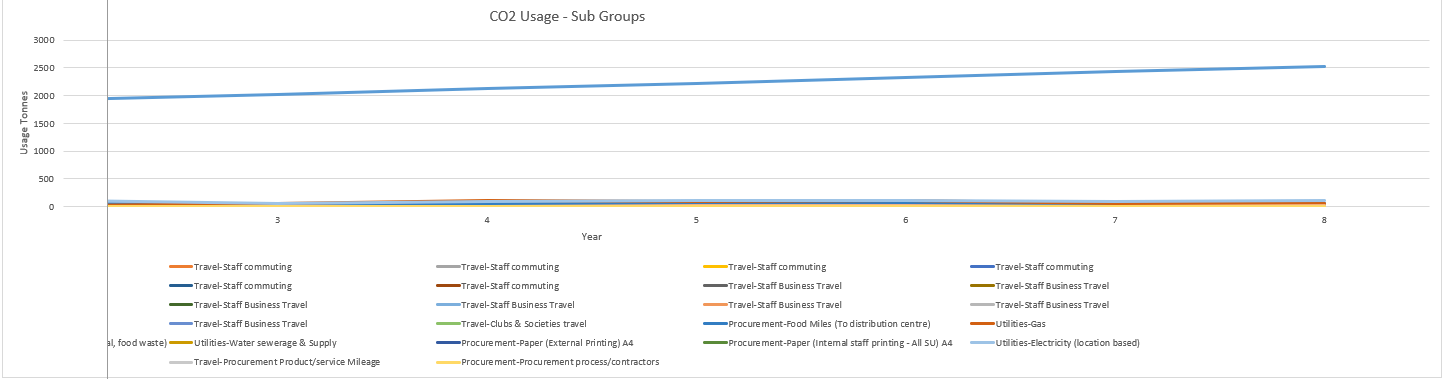 CO2 Usage - Sub Groups
3000
2500
2000
1500
1000
500
0
Usage Tonnes
3 4 5 6 7 8
Year
Travel-Staff commuting Travel-Staff commuting Travel-Staff commuting Travel-Staff commuting
Travel-Staff commuting Travel-Staff commuting Travel-Staff Business Travel Travel-Staff Business Travel
Travel-Staff Business Travel Travel-Staff Business Travel Travel-Staff Business Travel Travel-Staff Business Travel
Travel-Staff Business Travel Travel-Clubs & Societies travel Procurement-Food Miles (To distribution centre) Utilities-Gas
al, food waste) Utilities-Water sewerage & Supply Procurement-Paper (External Printing) A4 Procurement-Paper (Internal staff printing - All SU) A4 Utilities-Electricity (location based)
Travel-Procurement Product/service Mileage Procurement-Procurement process/contractors